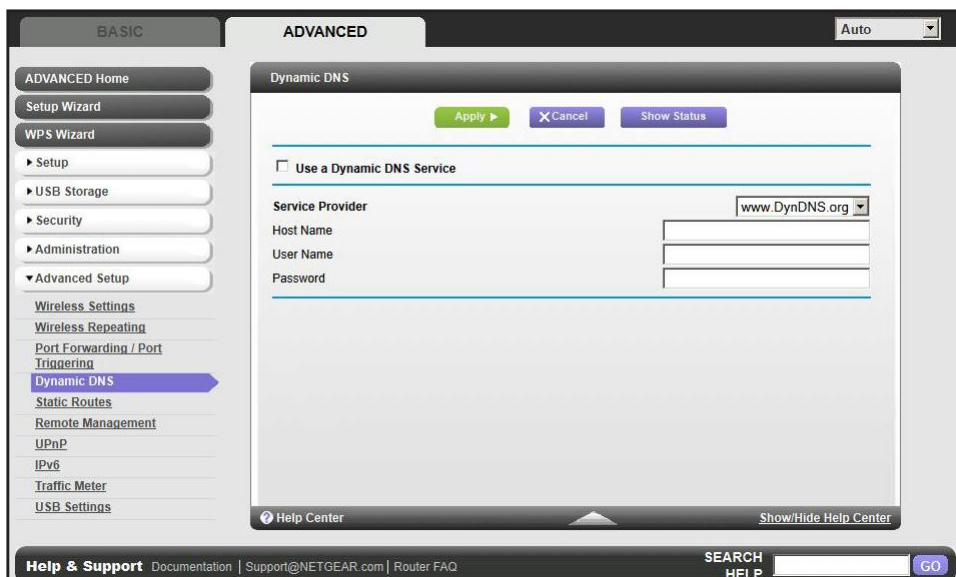 BASIC
ADVANCED
Auto
ADVANCED Home
Setup Wizard
WPS Wizard
Setup
USB Storage
Security
Administration
Advanced Setup
Wireless Settings
Wireless Repeating
Port Forwarding / Port
Triggering
Dynamic DNS
Static Routes
Remote Management
UPnP
IPv6
Traffic Meter
USB Settings
Dynamic DNS
Apply
Cancel
Show Status
Use a Dynamic DNS Service
Service Provider
www.DynDNS.org
Host Name
User Name
Password
Help Center
Show/Hide Help Center
Help & Support Documentation | Support@NETGEAR.com | Router FAQ
SEARCH
HELP
GO